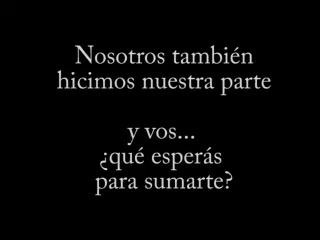 Nosotros también
hicimos nuestra parte
y vos...
¿qué esperás
para sumarte?